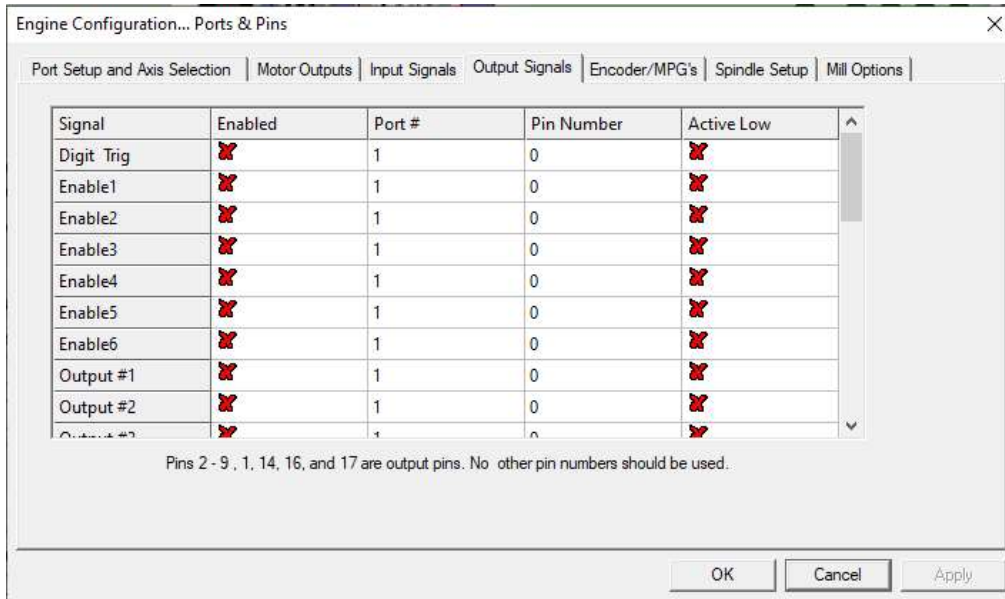 Engine Configuration... Ports & Pins
Port Setup and Axis Selection Motor Outputs Input Signals Output Signals Encoder/MPG's Spindle Setup Mill Options
Signal Enabled Port # Pin Number Active Low
Digit Trig 1 0
Enable1 1 0
Enable2 1 0
Enable3 1 0
Enable4 1 0
Enable5 1 0
Enable6 1 0
Output #1 1 0
Output #2 1 0
Output #3 1 0
Pins 2 - 9 , 1, 14, 16, and 17 are output pins. No other pin numbers should be used.
OK Cancel Apply